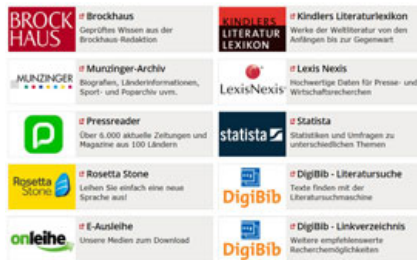 BROCK
HAUS
Brockhaus
Geprüftes Wissen aus der
Brockhaus-Redaktion
KINDLERS
LITERATUR
LEXIKON
Kindlers Literaturlexikon
Werke der Weltliteratur von den
Anfängen bis zur Gegenwart
MUNZINGER
Munzinger-Archiv
Biografien, Länderinformationen,
Sport- und Poparchiv uvm.
LexisNexis
Lexis Nexis
Hochwertige Daten für Presse- und
Wirtschaftsrecherchen
Pressreader
Über 6.000 aktuelle Zeitungen und
Magazine aus 100 Ländern
statista
Statista
Statistiken und Umfragen zu
unterschiedlichen Themen
Rosetta
Stone
Rosetta Stone
Leihen Sie einfach eine neue
Sprache aus!
DigiBib
DigiBib - Literatursuche
Texte finden mit der
Literatursuchmaschine
onleihe
E-Ausleihe
Unsere Medien zum Download
DigiBib
DigiBib - Linkverzeichnis
Weitere empfehlenswerte
Recherchemöglichkeiten